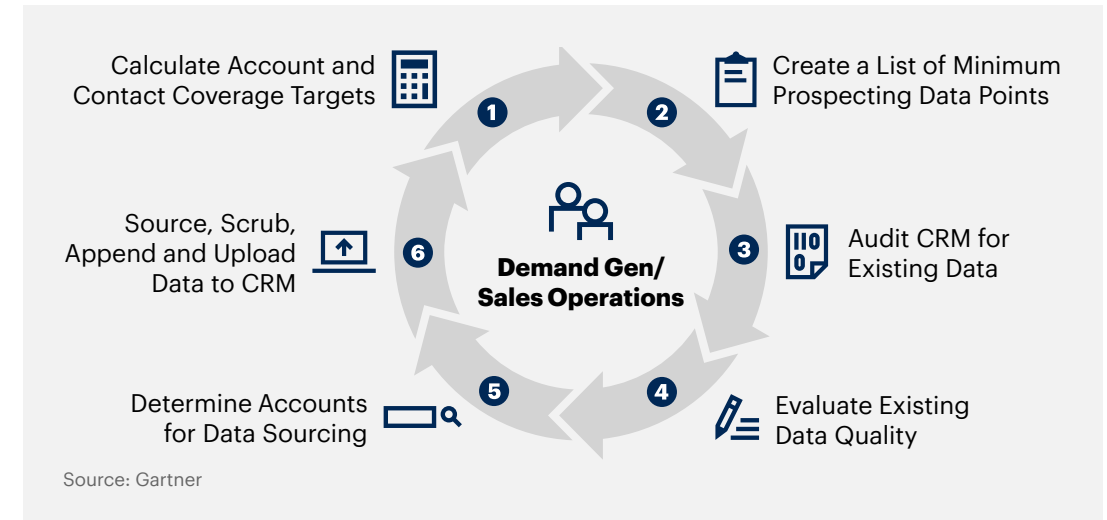 Calculate Account and
Contact Coverage Targets
1
2
Create a List of Minimum
Prospecting Data Points
Source, Scrub,
Append and Upload
Data to CRM
6
Demand Gen/
Sales Operations
3
Audit CRM for
Existing Data
Determine Accounts
for Data Sourcing
5
4
Evaluate Existing
Data Quality
Source: Gartner